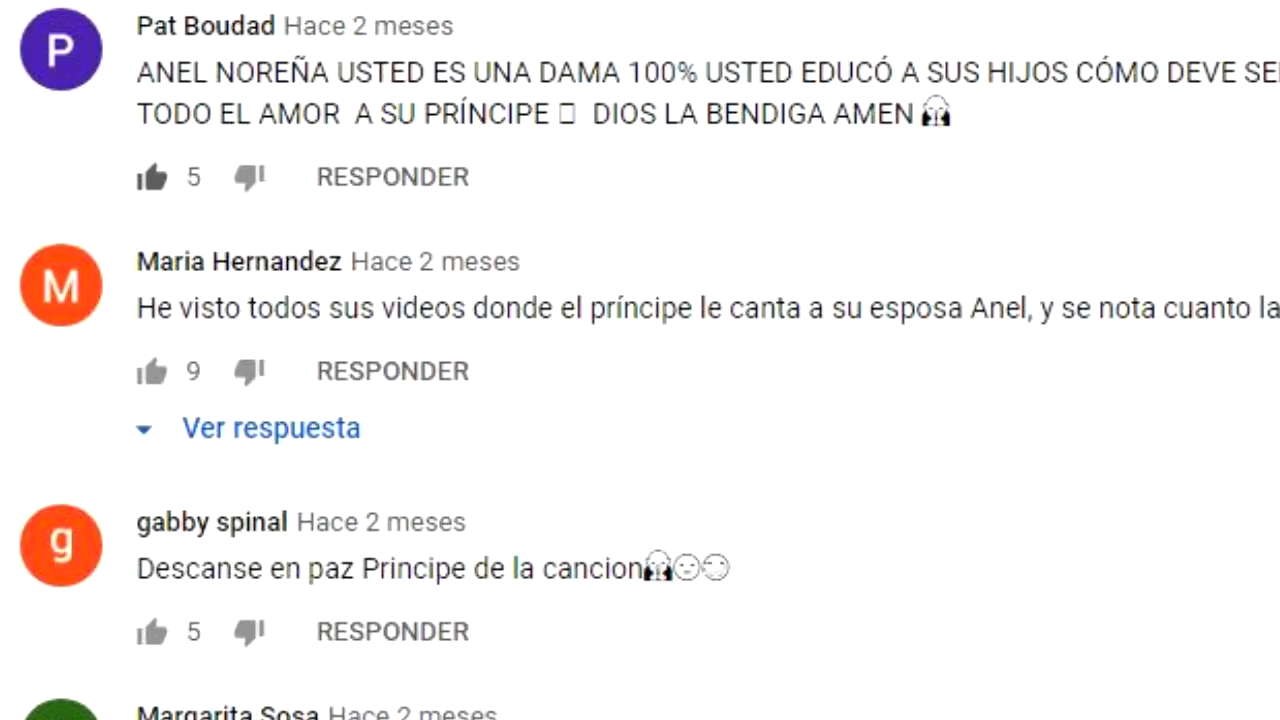 P
Pat Boudad Hace 2 meses
ANEL NOREÑA USTED ES UNA DAMA 100% USTED EDUCÓ A SUS HIJOS CÓMO DEVE
TODO EL AMOR A SU PRÍNCIPE DIOS LA BENDIGA AMEN
5 RESPONDER
M
Maria Hernandez Hace 2 meses
He visto todos sus videos donde el príncipe le canta a su esposa Anel, y se nota cuanto la
9 RESPONDER
Ver respuesta
g
gabby spinal Hace 2 meses
Descanse en paz Principe de la cancion
5 RESPONDER
Margarita Sosa Hace 2 meses